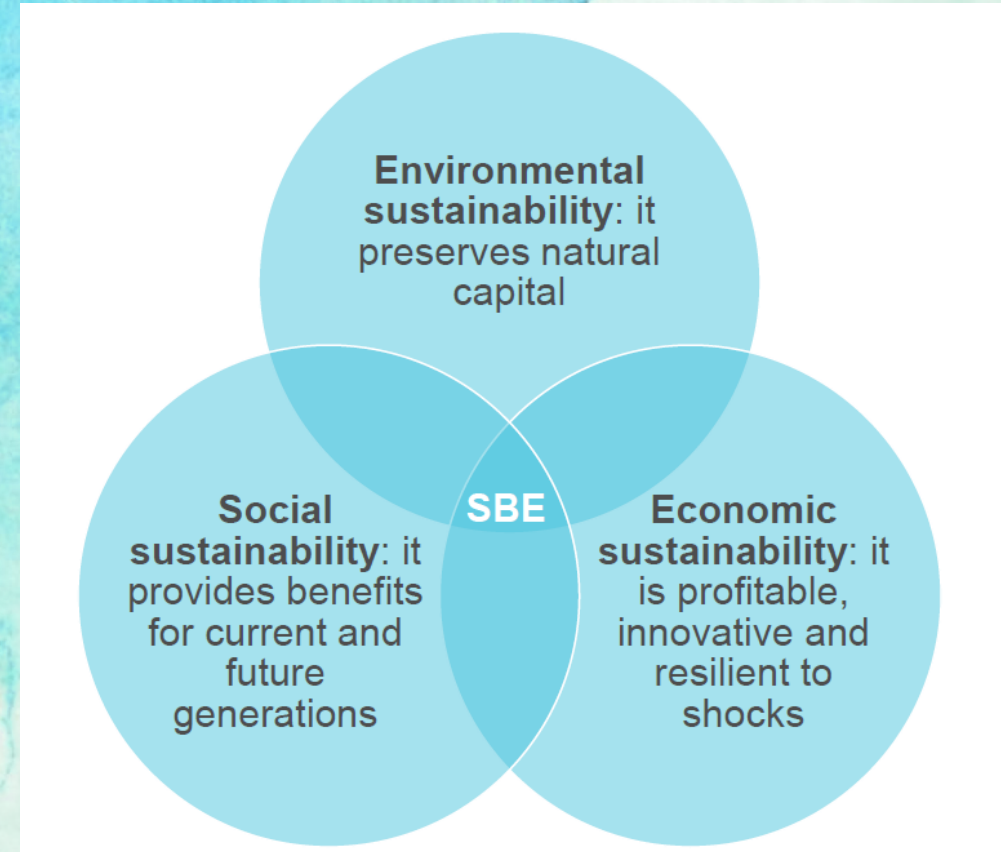 Environmental
sustainability: it
preserves natural
capital
SBE
Social
sustainability: it
provides benefits
for current and
future
generations
Economic
sustainability: it
is profitable,
innovative and
resilient to
shocks